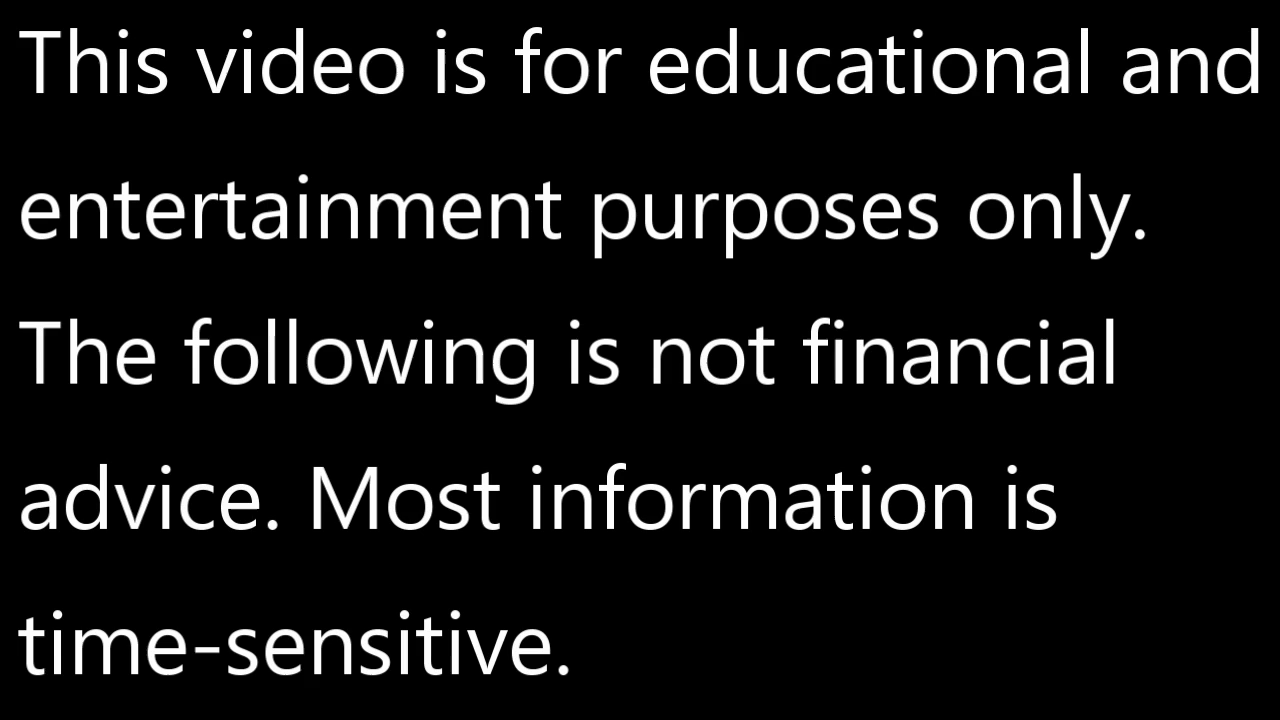 This video is for educational and
entertainment purposes only.
The following is not financial
advice. Most information is
time-sensitive.